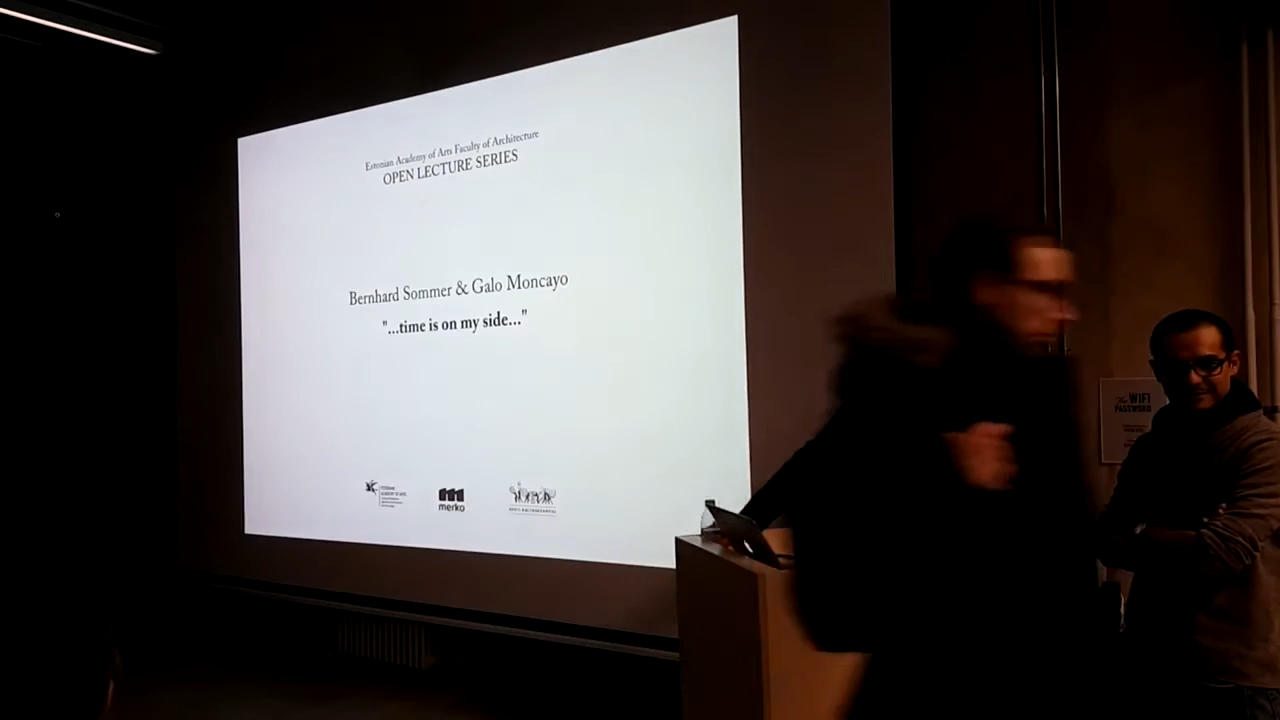 Estonian Academy of Arts Faculty of Architecture
OPEN LECTURE SERIES
Bernhard Sommer & Galo Moncayo
"...time is on my side..."
merko
The WIFI
PASSWORD